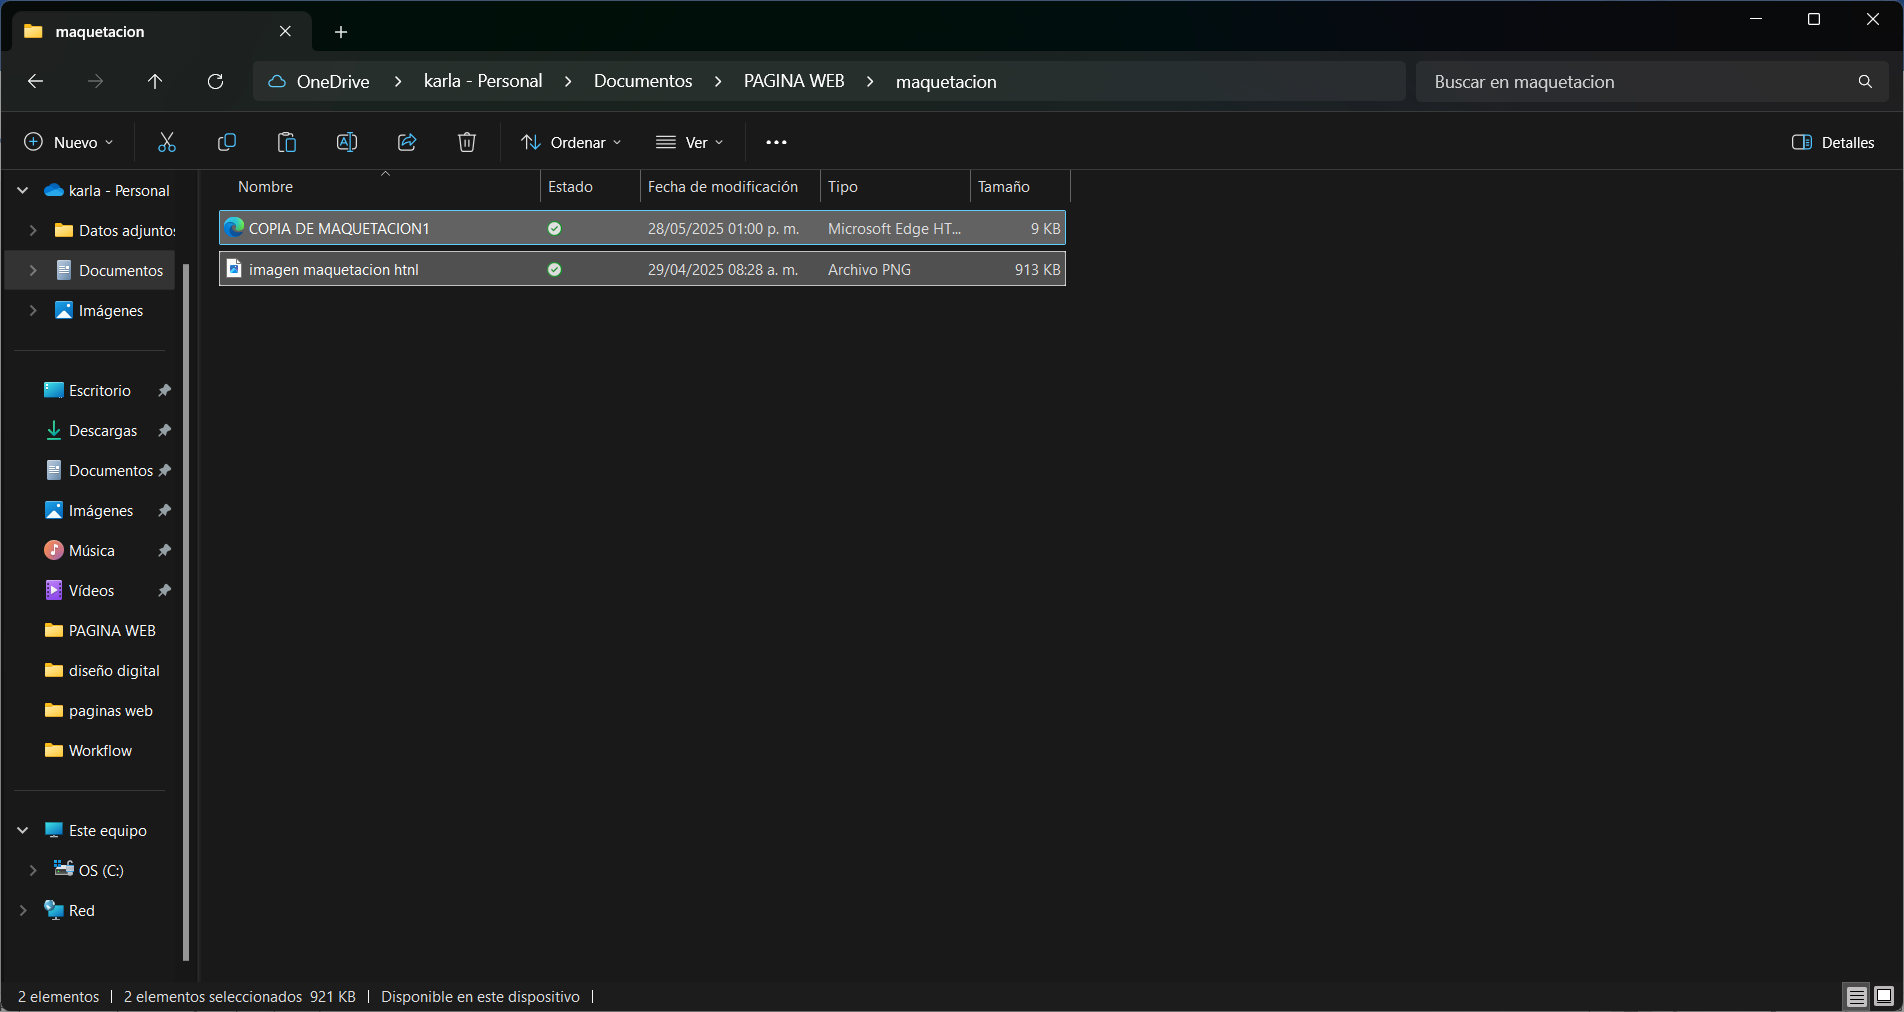 maquetacion
OneDrive > karla - Personal > Documentos > PAGINA WEB > maquetacion
Buscar en maquetacion
Nuevo
Ordenar
Ver
Detalles
karla - Personal
Datos adjuntos
Documentos
Imágenes
Escritorio
Descargas
Documentos
Imágenes
Música
Vídeos
PAGINA WEB
diseño digital
paginas web
Workflow
Este equipo
OS (C:)
Red
Nombre Estado Fecha de modificación Tipo Tamaño
COPIA DE MAQUETACION1 28/05/2025 01:00 p. m. Microsoft Edge HT... 9 KB
imagen maquetacion htnl 29/04/2025 08:28 a. m. Archivo PNG 913 KB
2 elementos | 2 elementos seleccionados 921 KB | Disponible en este dispositivo |